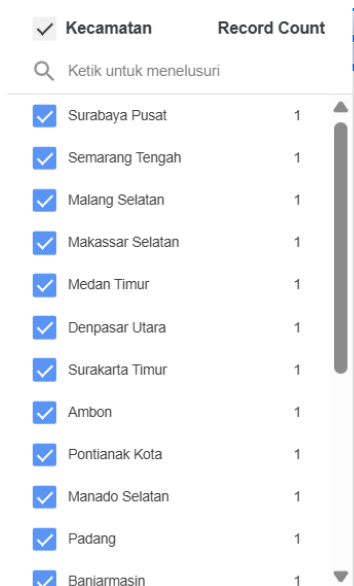 Kecamatan Record Count
Ketik untuk menelusuri
Surabaya Pusat 1
Semarang Tengah 1
Malang Selatan 1
Makassar Selatan 1
Medan Timur 1
Denpasar Utara 1
Surakarta Timur 1
Ambon 1
Pontianak Kota 1
Manado Selatan 1
Padang 1
Banjarmasin 1